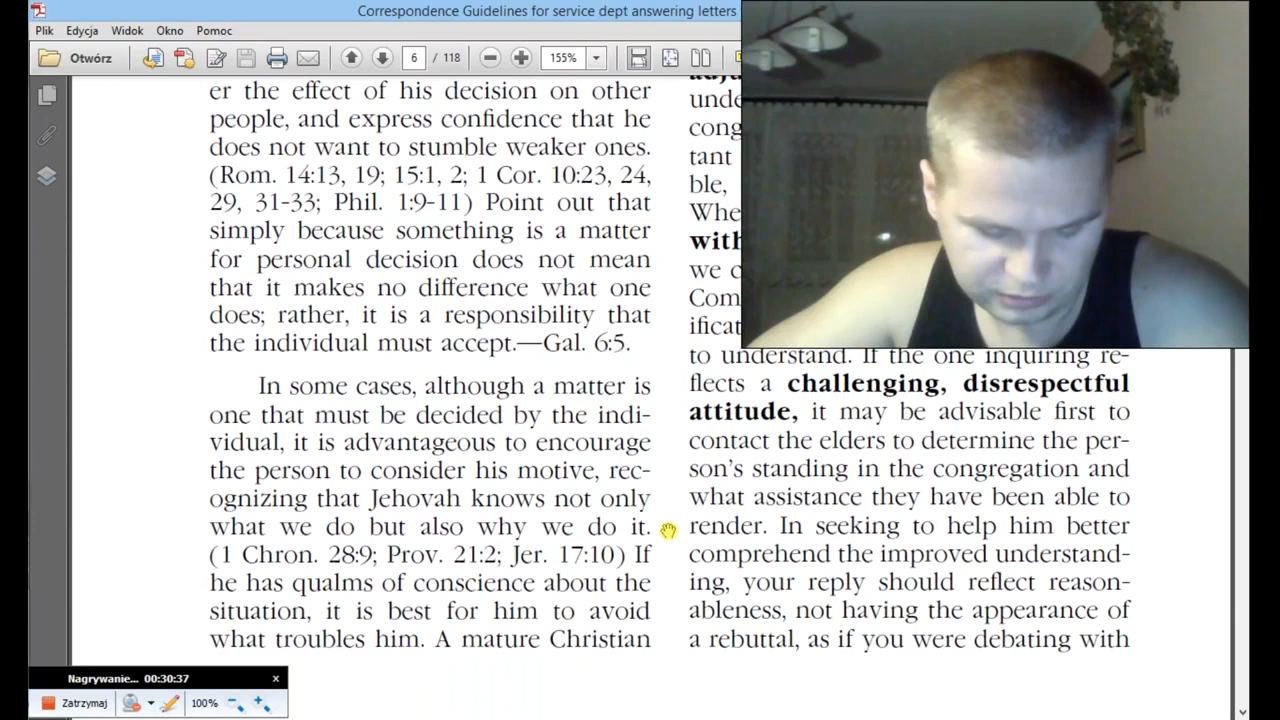 Correspondence Guidelines for service dept answering letters
Plik Edycja Widok Okno Pomoc
Otwórz 6 / 118 155%
er the effect of his decision on other
people, and express confidence that he
does not want to stumble weaker ones.
(Rom. 14:13, 19; 15:1, 2; 1 Cor. 10:23, 24,
29, 31-33; Phil. 1:9-11) Point out that
simply because something is a matter
for personal decision does not mean
that it makes no difference what one
does; rather, it is a responsibility that
the individual must accept.—Gal. 6:5.
In some cases, although a matter is
one that must be decided by the indi-
vidual, it is advantageous to encourage
the person to consider his motive, rec-
ognizing that Jehovah knows not only
what we do but also why we do it.
(1 Chron. 28:9; Prov. 21:2; Jer. 17:10) If
he has qualms of conscience about the
situation, it is best for him to avoid
what troubles him. A mature Christian
unde
cong
tant
ble,
Whe
with
we c
Com
ificat
to understand. If the one inquiring re-
flects a challenging, disrespectful
attitude, it may be advisable first to
contact the elders to determine the per-
son's standing in the congregation and
what assistance they have been able to
render. In seeking to help him better
comprehend the improved understand-
ing, your reply should reflect reason-
ableness, not having the appearance of
a rebuttal, as if you were debating with
Nagrywanie... 00:30:37 x
Zatrzymaj 100%